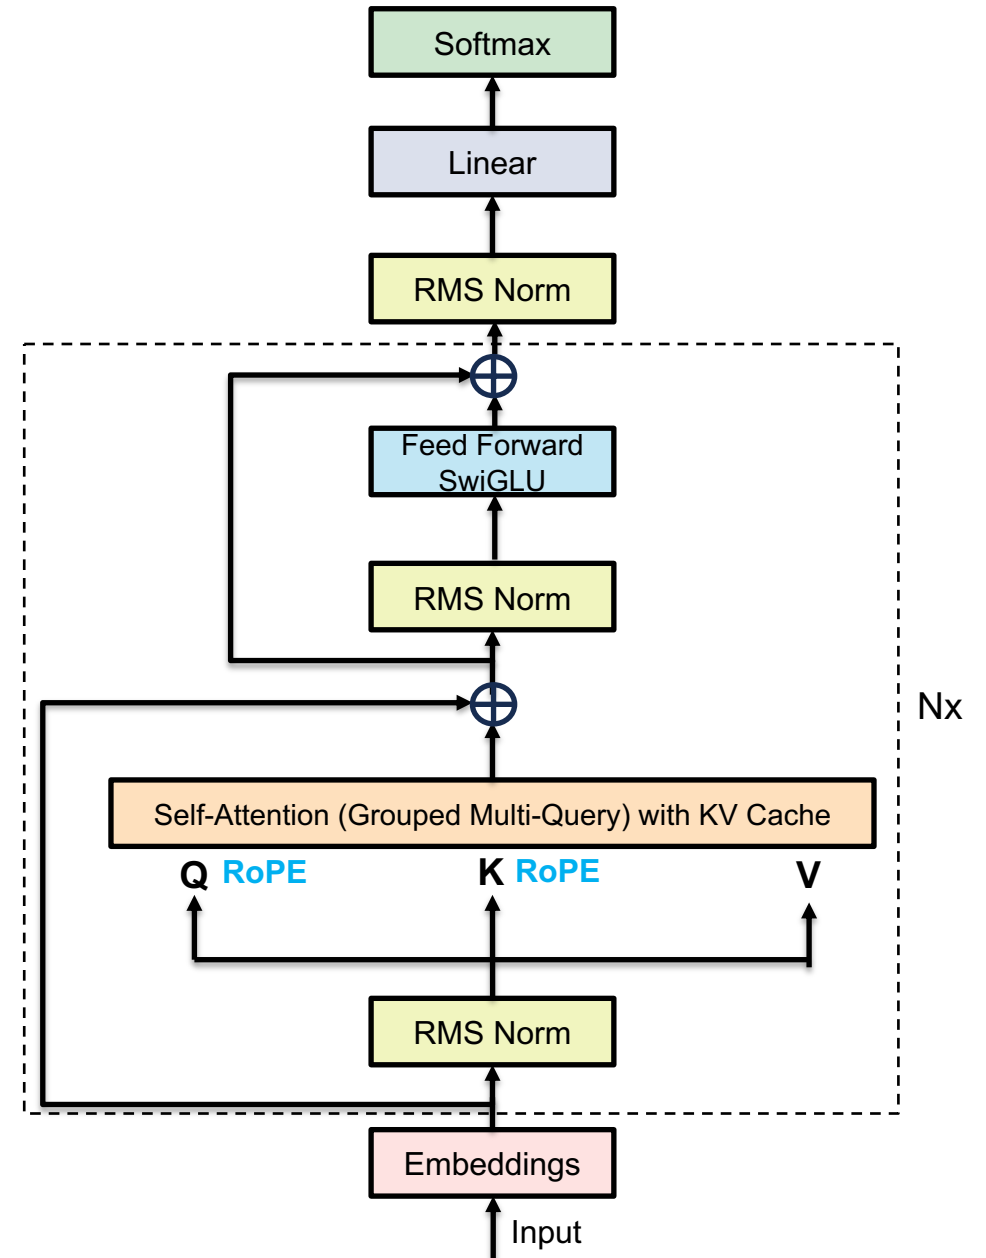 Softmax
Linear
RMS Norm
Feed Forward
SwiGLU
RMS Norm
Nx
Self-Attention (Grouped Multi-Query) with KV Cache
Q RoPE K RoPE V
RMS Norm
Embeddings
Input